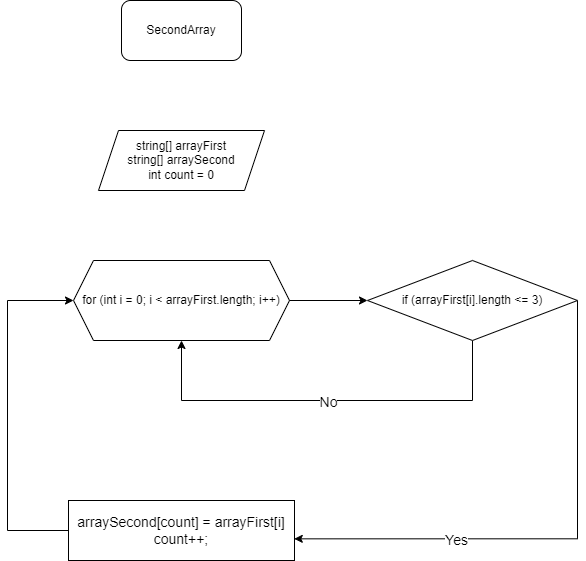 SecondArray
string[] arrayFirst
string[] arraySecond
int count = 0
for (int i = 0; i < arrayFirst.length; i++)
if (arrayFirst[i].length <= 3)
No
arraySecond[count] = arrayFirst[i]
count++;
Yes